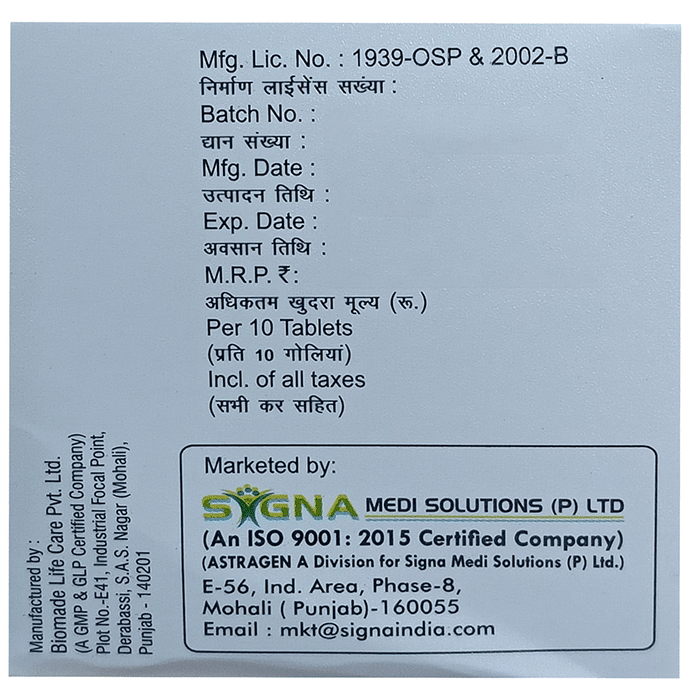 Mfg. Lic. No. : 1939-OSP & 2002-B
निर्माण लाईसेंस सख्या :
Batch No. :
द्यान संख्या :
Mfg. Date :
उत्पादन तिथि :
Exp. Date :
अवसान तिथि :
M.R.P. ₹:
अधिकतम खुदरा मूल्य (रू.)
Per 10 Tablets
(प्रति 10 गोलियां)
Incl. of all taxes
(सभी कर सहित)
Manufactured by :
Biomade Life Care Pvt. Ltd.
(A GMP & GLP Certified Company)
Plot No.-E41, Industrial Focal Point,
Derabassi, S.A.S. Nagar (Mohali),
Punjab - 140201
Marketed by:
SYGNA MEDI SOLUTIONS (P) LTD
(An ISO 9001: 2015 Certified Company)
(ASTRAGEN A Division for Signa Medi Solutions (P) Ltd.)
E-56, Ind. Area, Phase-8,
Mohali ( Punjab)-160055
Email : mkt@signaindia.com